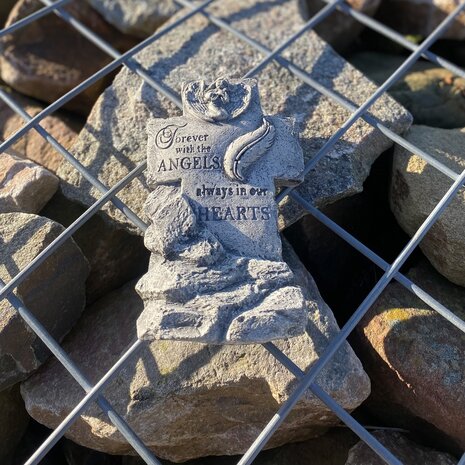 Forever
with the
ANGELS
always in our
HEARTS